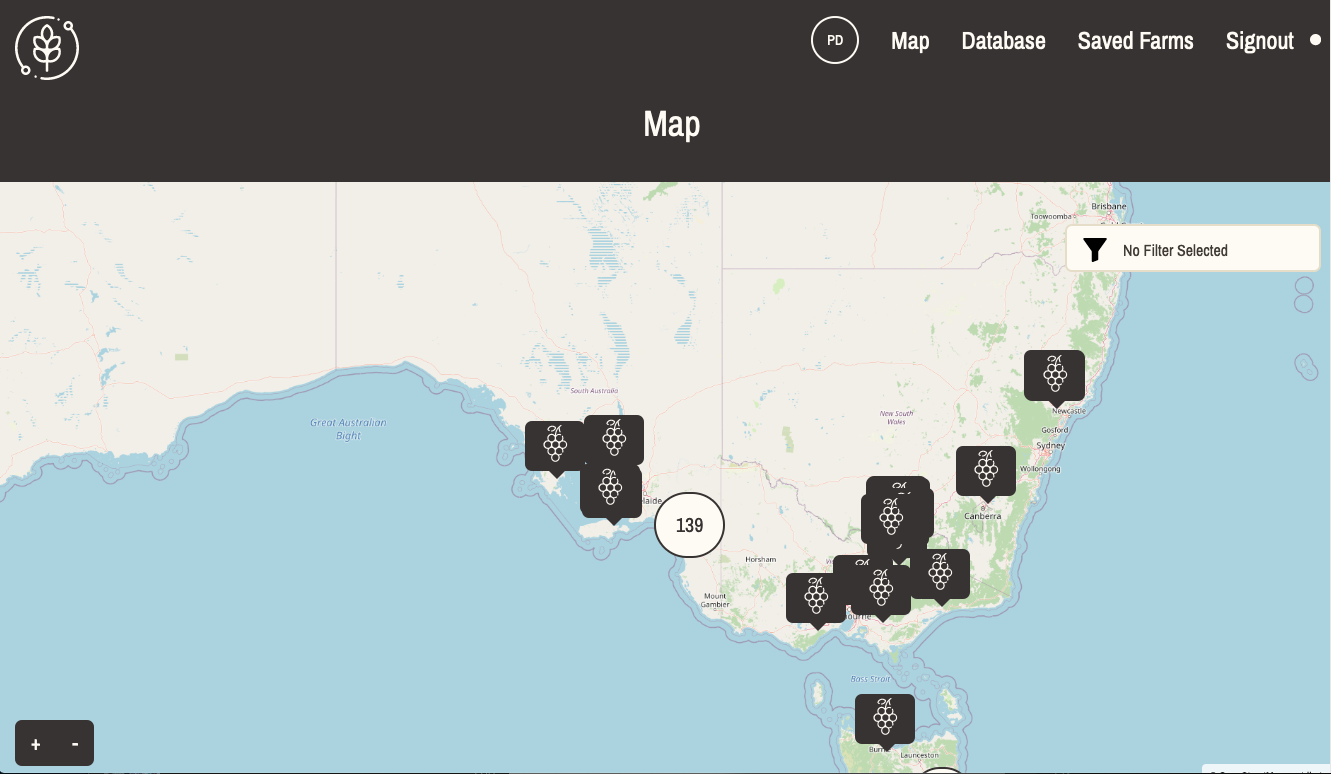 PD
Map
Database
Saved Farms
Signout
Map
Brisbane
Toowoomba
No Filter Selected
South Australia
Great Australian
Bight
New South
Wales
Newcastle
Gosford
Sydney
Wollongong
139
Canberra
Horsham
Mount
Gambier
Bass Strait
Launceston
+ -